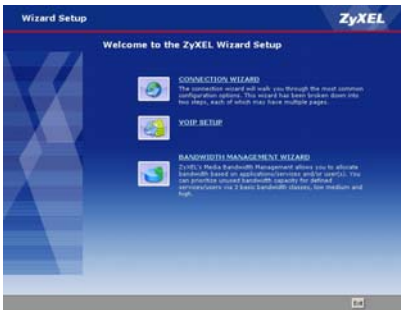 Wizard Setup
ZyXEL
Welcome to the ZyXEL Wizard Setup
CONNECTION WIZARD
The connection wizard will walk you through the most common
configuration options. This wizard has been broken down into
two steps, each of which may have multiple pages.
VOIP SETUP
BANDWIDTH MANAGEMENT WIZARD
ZyXEL's Media Bandwidth Management allows you to allocate
bandwidth based on applications/services and/or user(s). You
can prioritize unused bandwidth capacity for defined
services/users via 3 basic bandwidth classes, low medium and
high.
Exit